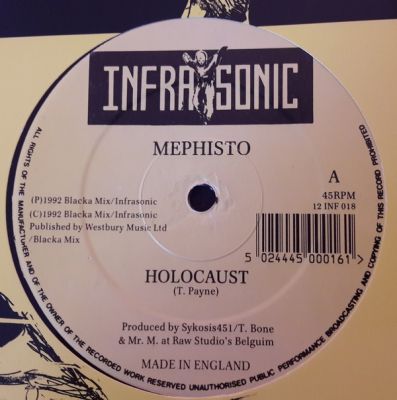 INFRA SONIC
MEPHISTO
A
45RPM
12 INF 018
(P)1992 Blacka Mix/Infrasonic
(C)1992 Blacka Mix/Infrasonic
Published by Westbury Music Ltd
/Blacka Mix
5 024445 000161
HOLOCAUST
(T. Payne)
Produced by Sykosis451/T. Bone
& Mr. M. at Raw Studio's Belguim
MADE IN ENGLAND
ALL RIGHTS OF THE MANUFACTURER AND OF THE OWNER OF THE RECORDED WORK RESERVED UNAUTHORISED PUBLIC PERFORMANCE BROADCASTING AND COPYING OF THIS RECORD PROHIBITED